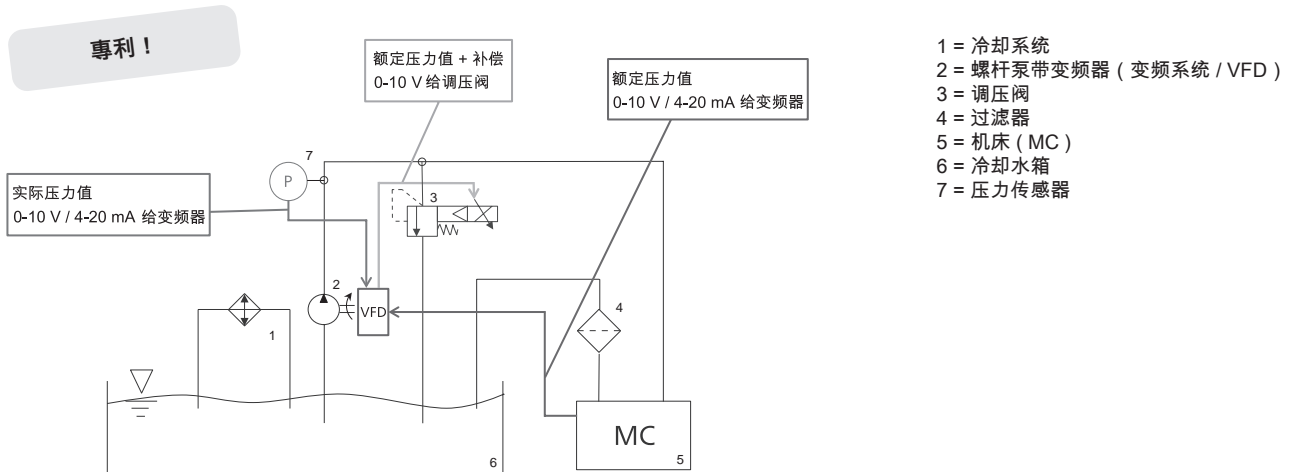 專利！
额定压力值 + 补偿
0-10 V 给调压阀
额定压力值
0-10 V / 4-20 mA 给变频器
实际压力值
0-10 V / 4-20 mA 给变频器
7
P
3
2
VFD
1
4
MC
5
6
1 = 冷却系统
2 = 螺杆泵带变频器 ( 变频系统 / VFD )
3 = 调压阀
4 = 过滤器
5 = 机床 ( MC )
6 = 冷却水箱
7 = 压力传感器